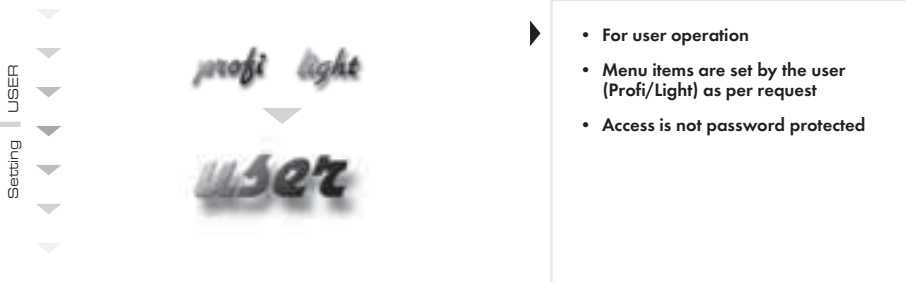 Setting USER
profi light
user
• For user operation
• Menu items are set by the user
(Profi/Light) as per request
• Access is not password protected